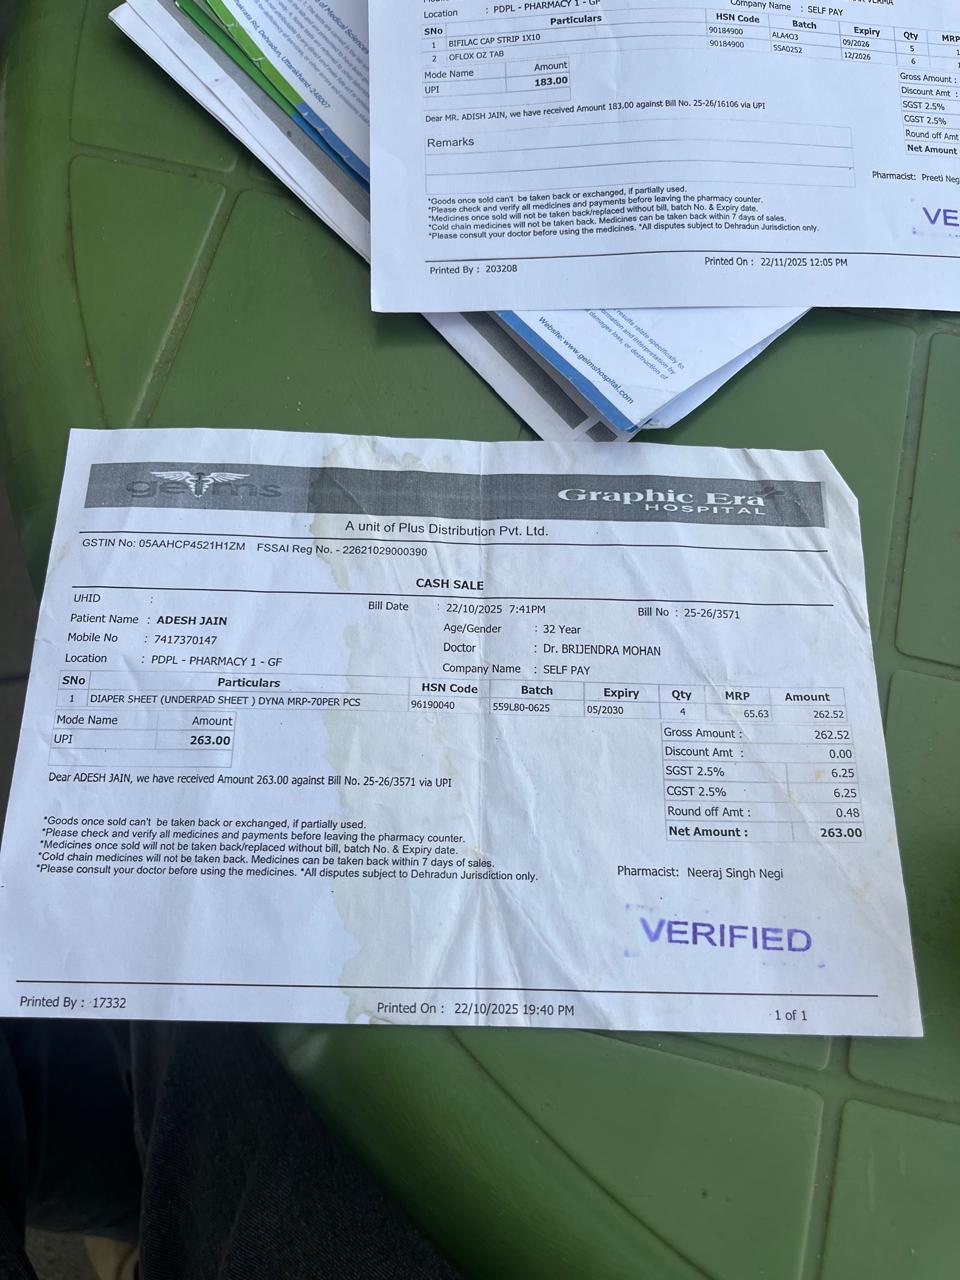 of Medical Sciences
Dehradun, Uttarakhand -248007
Location : PDPL - PHARMACY 1 - GF
Company Name : SELF PAY
SNo Particulars HSN Code Batch Expiry Qty MRP
1 BIFILAC CAP STRIP 1X10 90184900 ALA4O3 09/2026 5
2 OFLOX OZ TAB 90184900 SSA0252 12/2026 6
Mode Name Amount
UPI 183.00
Gross Amount :
Discount Amt :
SGST 2.5%
CGST 2.5%
Round off Amt
Net Amount
Dear MR. ADISH JAIN, we have received Amount 183.00 against Bill No. 25-26/16106 via UPI
Remarks
Pharmacist: Preeti Neg
*Goods once sold can't be taken back or exchanged, if partially used.
*Please check and verify all medicines and payments before leaving the pharmacy counter.
*Medicines once sold will not be taken back/replaced without bill, batch No. & Expiry date.
*Cold chain medicines will not be taken back. Medicines can be taken back within 7 days of sales.
*Please consult your doctor before using the medicines. *All disputes subject to Dehradun Jurisdiction only.
VE
Printed By : 203208
Printed On : 22/11/2025 12:05 PM
results relate specifically to
damages loss, or destruction of
Website: www.geimshospital.com
geims
Graphic Era
HOSPITAL
A unit of Plus Distribution Pvt. Ltd.
GSTIN No: 05AAHCP4521H1ZM FSSAI Reg No. - 22621029000390
CASH SALE
UHID :
Bill Date : 22/10/2025 7:41PM
Bill No : 25-26/3571
Patient Name : ADESH JAIN
Age/Gender : 32 Year
Mobile No : 7417370147
Doctor : Dr. BRIJENDRA MOHAN
Location : PDPL - PHARMACY 1 - GF
Company Name : SELF PAY
SNo Particulars HSN Code Batch Expiry Qty MRP Amount
1 DIAPER SHEET (UNDERPAD SHEET ) DYNA MRP-70PER PCS 96190040 559L80-0625 05/2030 4 65.63 262.52
Mode Name Amount
UPI 263.00
Gross Amount : 262.52
Discount Amt : 0.00
SGST 2.5% 6.25
CGST 2.5% 6.25
Round off Amt : 0.48
Net Amount : 263.00
Dear ADESH JAIN, we have received Amount 263.00 against Bill No. 25-26/3571 via UPI
*Goods once sold can't be taken back or exchanged, if partially used.
*Please check and verify all medicines and payments before leaving the pharmacy counter.
*Medicines once sold will not be taken back/replaced without bill, batch No. & Expiry date.
*Cold chain medicines will not be taken back. Medicines can be taken back within 7 days of sales.
*Please consult your doctor before using the medicines. *All disputes subject to Dehradun Jurisdiction only.
Pharmacist: Neeraj Singh Negi
VERIFIED
Printed By : 17332
Printed On : 22/10/2025 19:40 PM
1 of 1